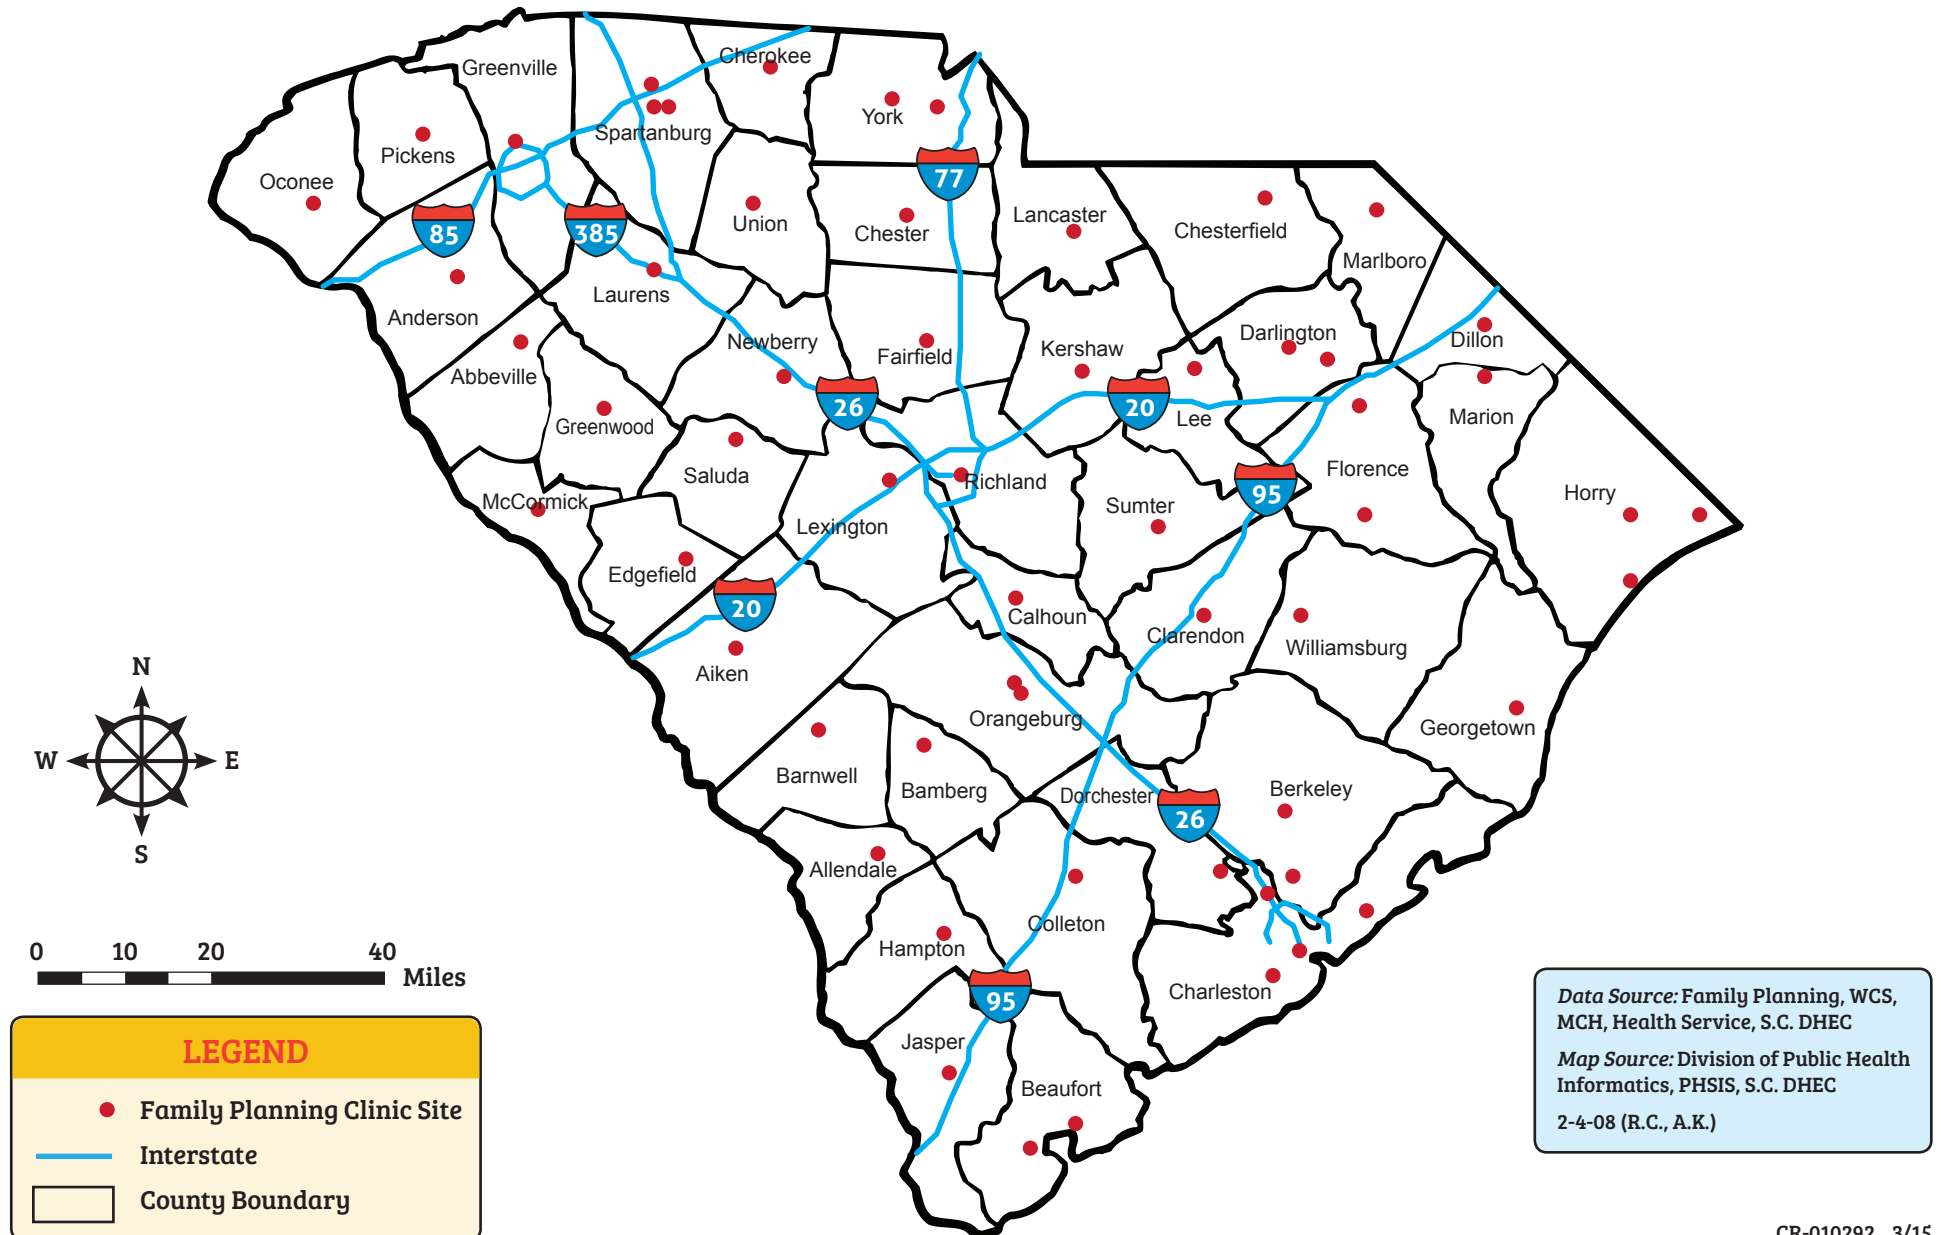 Cherokee
Greenville
York
Spartanburg
Pickens
Oconee
77
Union
Lancaster
Chester
Chesterfield
85
385
Marlboro
Laurens
Anderson
Newberry
Darlington
Dillon
Kershaw
Fairfield
Abbeville
26
20
Lee
Marion
Greenwood
Florence
Saluda
Richland
95
Horry
McCormick
Sumter
Lexington
Edgefield
20
Calhoun
Clarendon
Williamsburg
Aiken
N
W E
S
Orangeburg
Georgetown
Barnwell
Bamberg
Dorchester
Berkeley
26
Allendale
Colleton
Hampton
Charleston
95
Jasper
Beaufort
0 10 20 40
Miles
LEGEND
Family Planning Clinic Site
Interstate
County Boundary
Data Source: Family Planning, WCS,
MCH, Health Service, S.C. DHEC
Map Source: Division of Public Health
Informatics, PHSIS, S.C. DHEC
2-4-08 (R.C., A.K.)
CR-010292 3/15